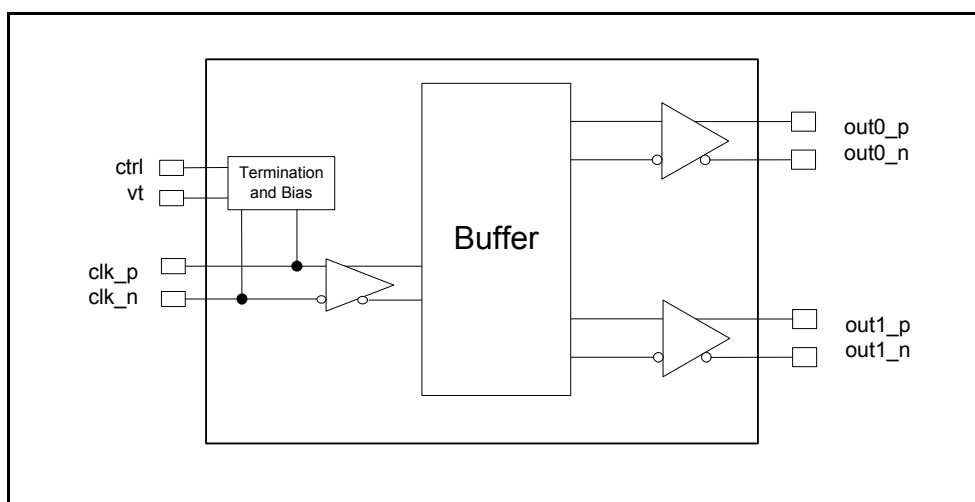 ctrl
vt
Termination
and Bias
clk_p
clk_n
Buffer
out0_p
out0_n
out1_p
out1_n